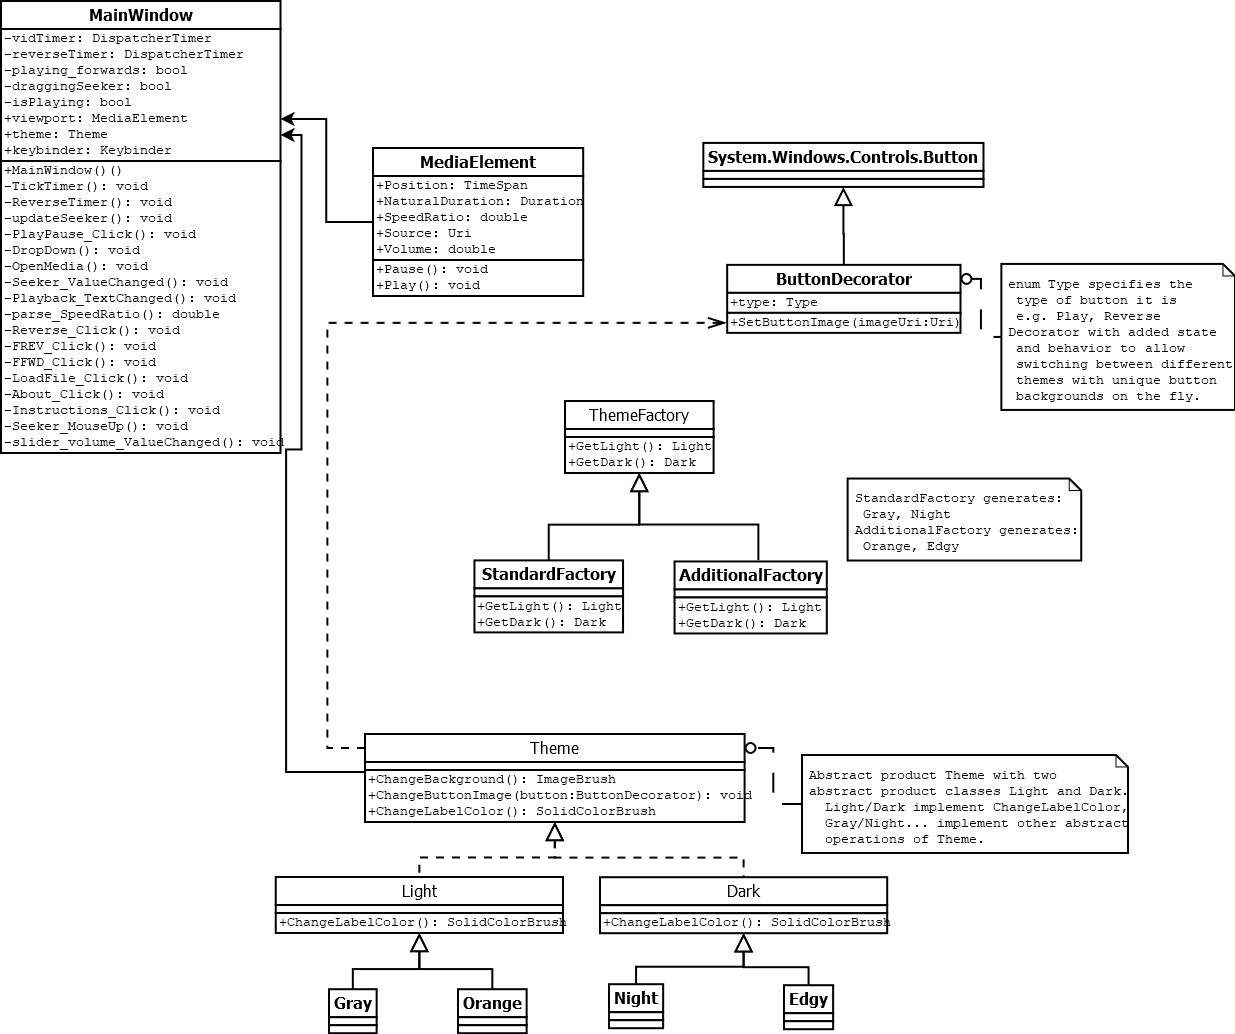 MainWindow
-vidTimer: DispatcherTimer
-reverseTimer: DispatcherTimer
-playing_forwards: bool
-draggingSeeker: bool
-isPlaying: bool
+viewport: MediaElement
+theme: Theme
+keybinder: Keybinder
+MainWindow()()
-TickTimer(): void
-ReverseTimer(): void
-updateSeeker(): void
-PlayPause_Click(): void
-DropDown(): void
-OpenMedia(): void
-Seeker_ValueChanged(): void
-Playback_TextChanged(): void
-parse_SpeedRatio(): double
-Reverse_Click(): void
-FREV_Click(): void
-FFWD_Click(): void
-LoadFile_Click(): void
-About_Click(): void
-Instructions_Click(): void
-Seeker_MouseUp(): void
-slider_volume_ValueChanged(): void
MediaElement
+Position: TimeSpan
+NaturalDuration: Duration
+SpeedRatio: double
+Source: Uri
+Volume: double
+Pause(): void
+Play(): void
System.Windows.Controls.Button
ButtonDecorator
+type: Type
+SetButtonImage(imageUri:Uri)
enum Type specifies the
type of button it is
e.g. Play, Reverse
Decorator with added state
and behavior to allow
switching between different
themes with unique button
backgrounds on the fly.
ThemeFactory
+GetLight(): Light
+GetDark(): Dark
StandardFactory
+GetLight(): Light
+GetDark(): Dark
AdditionalFactory
+GetLight(): Light
+GetDark(): Dark
StandardFactory generates:
Gray, Night
AdditionalFactory generates:
Orange, Edgy
Theme
+ChangeBackground(): ImageBrush
+ChangeButtonImage(button:ButtonDecorator): void
+ChangeLabelColor(): SolidColorBrush
Abstract product Theme with two
abstract product classes Light and Dark.
Light/Dark implement ChangeLabelColor,
Gray/Night... implement other abstract
operations of Theme.
Light
+ChangeLabelColor(): SolidColorBrush
Dark
+ChangeLabelColor(): SolidColorBrush
Gray
Orange
Night
Edgy